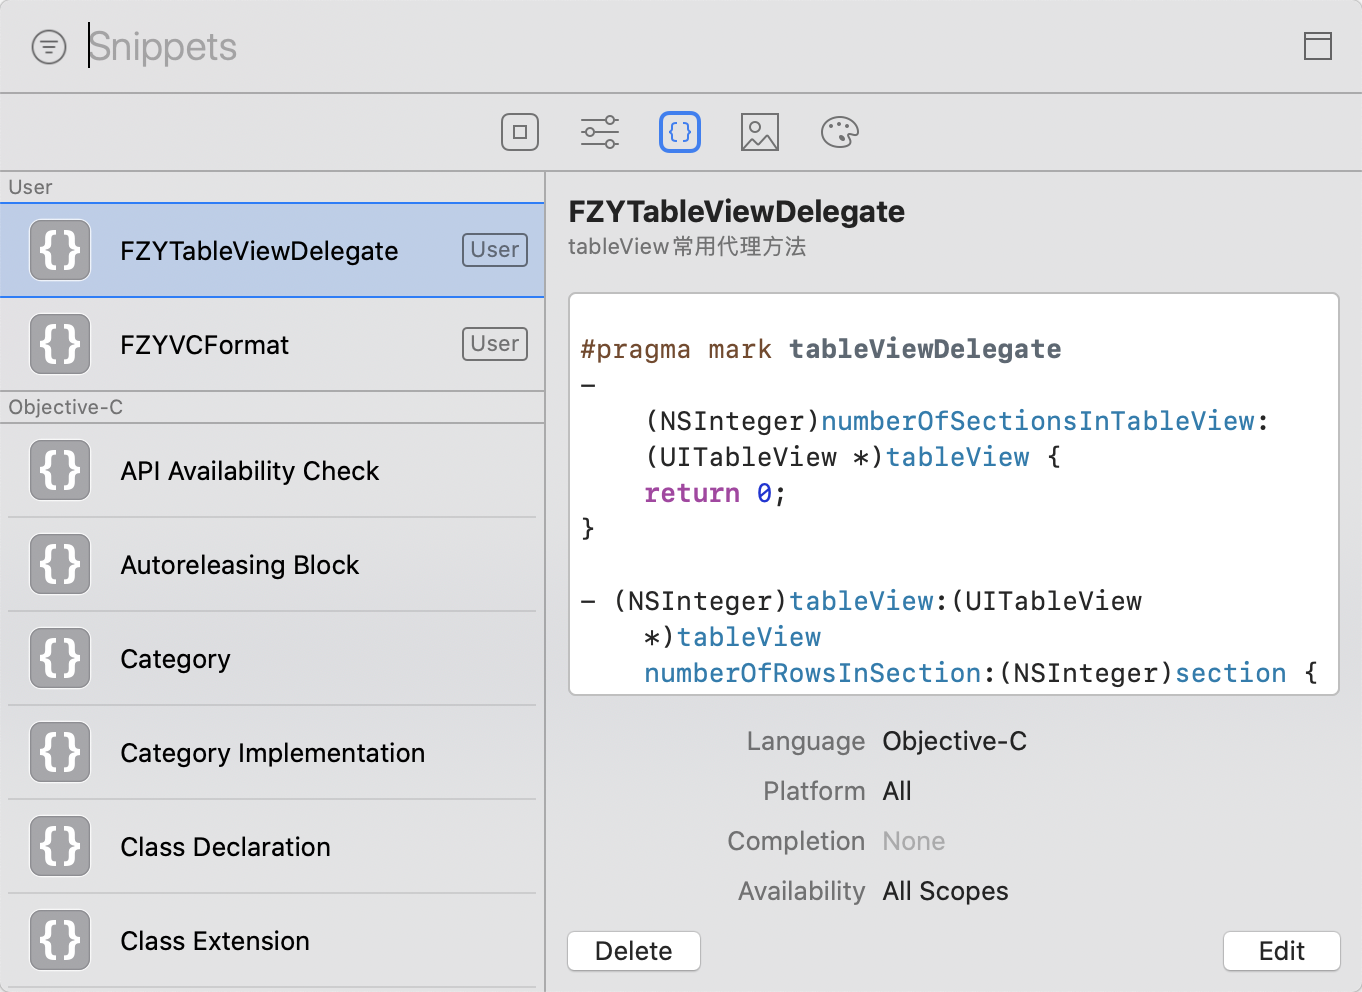 Snippets
User
{} FZYTableViewDelegate User
{} FZYVCFormat User
Objective-C
{} API Availability Check
{} Autoreleasing Block
{} Category
{} Category Implementation
{} Class Declaration
{} Class Extension
FZYTableViewDelegate
tableView常用代理方法
#pragma mark tableViewDelegate
-
(NSInteger)numberOfSectionsInTableView:
(UITableView *)tableView {
return 0;
}
- (NSInteger)tableView:(UITableView
*)tableView
numberOfRowsInSection:(NSInteger)section {
Language Objective-C
Platform All
Completion None
Availability All Scopes
Delete
Edit